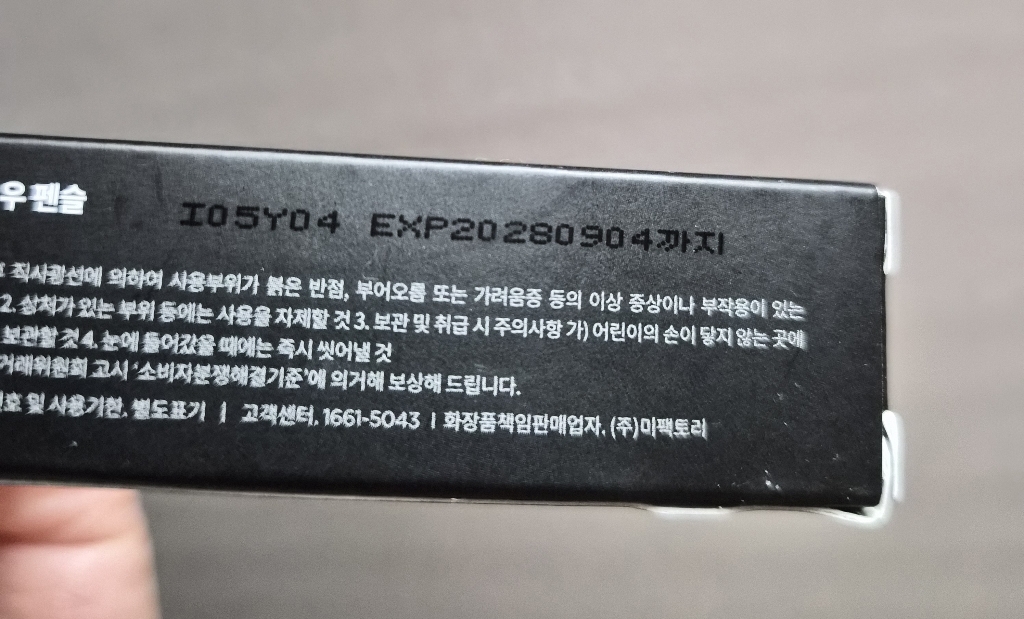 우 펜슬
I05Y04 EXP20280904까지
직사광선에 의하여 사용부위가 붉은 반점, 부어오름 또는 가려움증 등의 이상 증상이나 부작용이 있는
2. 상처가 있는 부위 등에는 사용을 자제할 것 3. 보관 및 취급 시 주의사항 가) 어린이의 손이 닿지 않는 곳에
보관할 것 4. 눈에 들어갔을 때에는 즉시 씻어낼 것
거래위원회 고시 '소비자분쟁해결기준'에 의거해 보상해 드립니다.
호 및 사용기한. 별도표기 | 고객센터. 1661-5043 | 화장품책임판매업자. (주)미팩토리